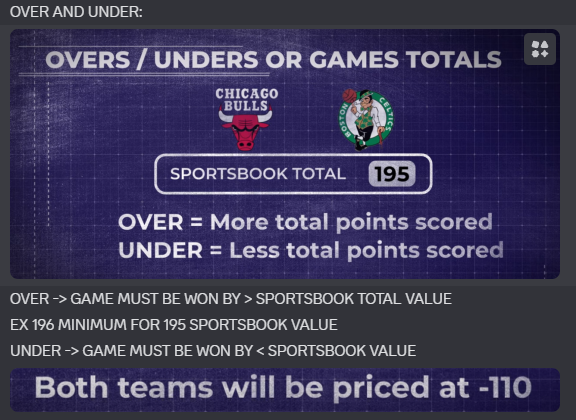 OVER AND UNDER:
OVERS / UNDERS OR GAMES TOTALS
CHICAGO
BULLS
BOSTON
CELTICS
SPORTSBOOK TOTAL 195
OVER = More total points scored
UNDER = Less total points scored
OVER -> GAME MUST BE WON BY > SPORTSBOOK TOTAL VALUE
EX 196 MINIMUM FOR 195 SPORTSBOOK VALUE
UNDER -> GAME MUST BE WON BY < SPORTSBOOK VALUE
Both teams will be priced at -110